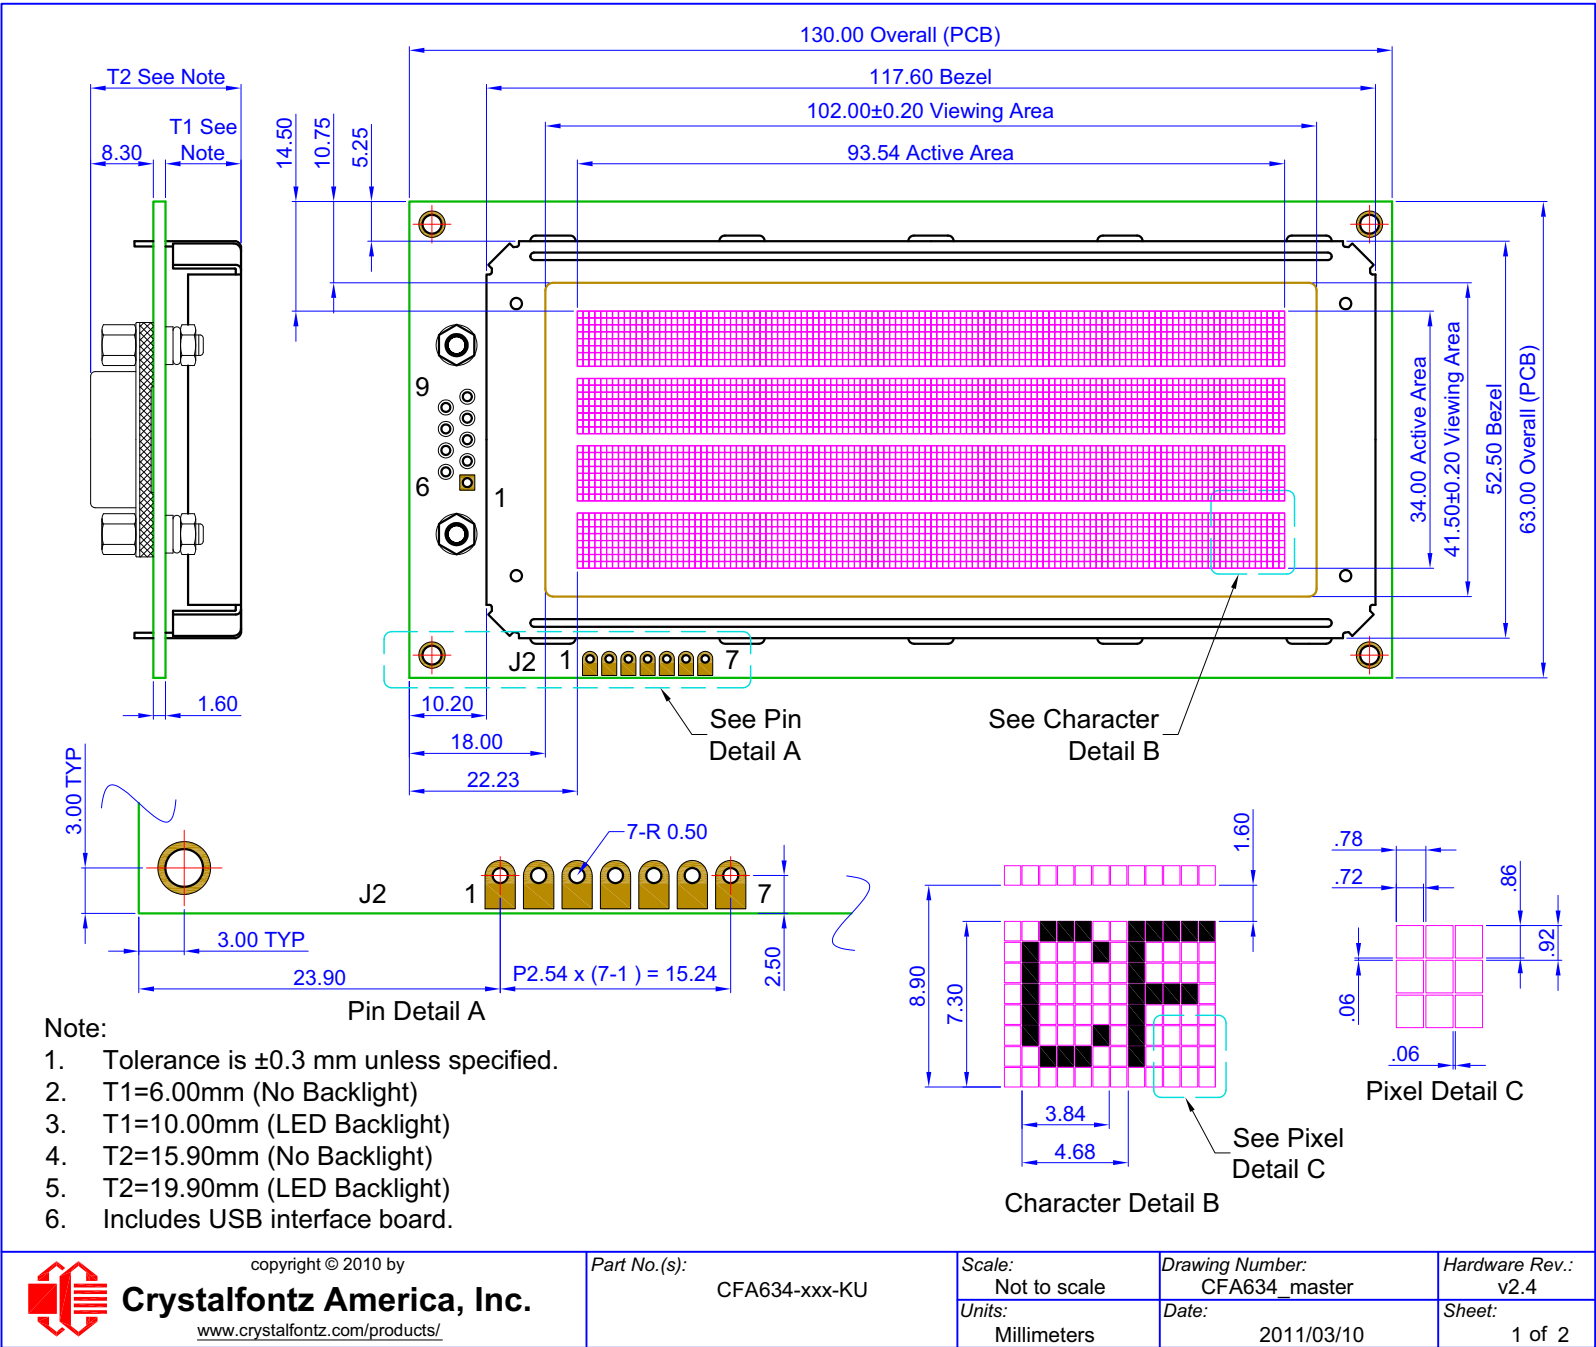 130.00 Overall (PCB)
T2 See Note
117.60 Bezel
102.00±0.20 Viewing Area
T1 See
Note
8.30
14.50
10.75
5.25
93.54 Active Area
9
6
1
34.00 Active Area
41.50±0.20 Viewing Area
52.50 Bezel
63.00 Overall (PCB)
J2 1 7
1.60
10.20
18.00
22.23
See Pin
Detail A
See Character
Detail B
3.00 TYP
7-R 0.50
J2 1 7
3.00 TYP
23.90
P2.54 x (7-1 ) = 15.24
2.50
Pin Detail A
1.60
8.90
7.30
3.84
4.68
See Pixel
Detail C
Character Detail B
.78
.72
.86
.92
.06
.06
Pixel Detail C
Note:
1. Tolerance is ±0.3 mm unless specified.
2. T1=6.00mm (No Backlight)
3. T1=10.00mm (LED Backlight)
4. T2=15.90mm (No Backlight)
5. T2=19.90mm (LED Backlight)
6. Includes USB interface board.
copyright © 2010 by
Crystalfontz America, Inc.
www.crystalfontz.com/products/
Part No.(s):
CFA634-xxx-KU
Scale:
Not to scale
Units:
Millimeters
Drawing Number:
CFA634_master
Date:
2011/03/10
Hardware Rev.:
v2.4
Sheet:
1 of 2